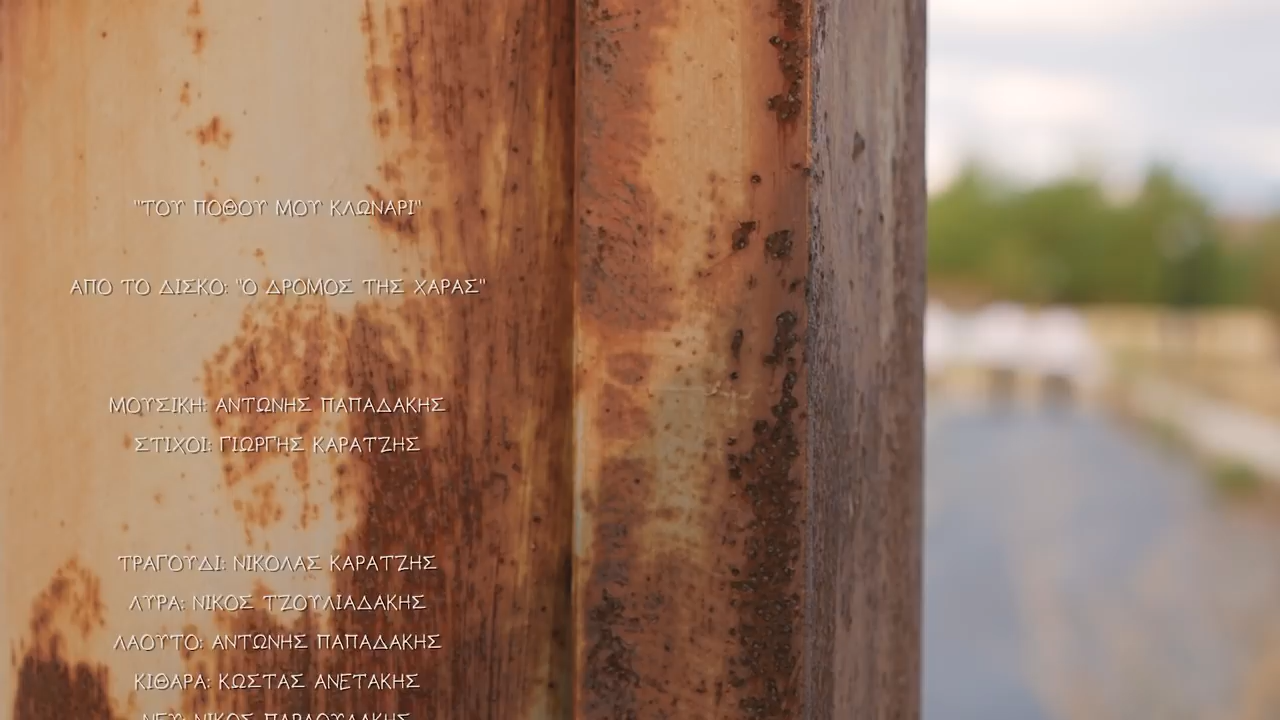 "ΤΟΥ ΠΟΘΟΥ ΜΟΥ ΚΛΩΝΑΡΙ"
ΑΠΟ ΤΟ ΔΙΣΚΟ: "Ο ΔΡΟΜΟΣ ΤΗΣ ΧΑΡΑΣ"
ΜΟΥΣΙΚΗ: ΑΝΤΩΝΗΣ ΠΑΠΑΔΑΚΗΣ
ΣΤΙΧΟΙ: ΓΙΩΡΓΗΣ ΚΑΡΑΤΖΗΣ
ΤΡΑΓΟΥΔΙ: ΝΙΚΟΛΑΣ ΚΑΡΑΤΖΗΣ
ΛΥΡΑ: ΝΙΚΟΣ ΤΖΟΥΛΙΑΔΑΚΗΣ
ΛΑΟΥΤΟ: ΑΝΤΩΝΗΣ ΠΑΠΑΔΑΚΗΣ
ΚΙΘΑΡΑ: ΚΩΣΤΑΣ ΑΝΕΤΑΚΗΣ
ΝΙΚΟΣ